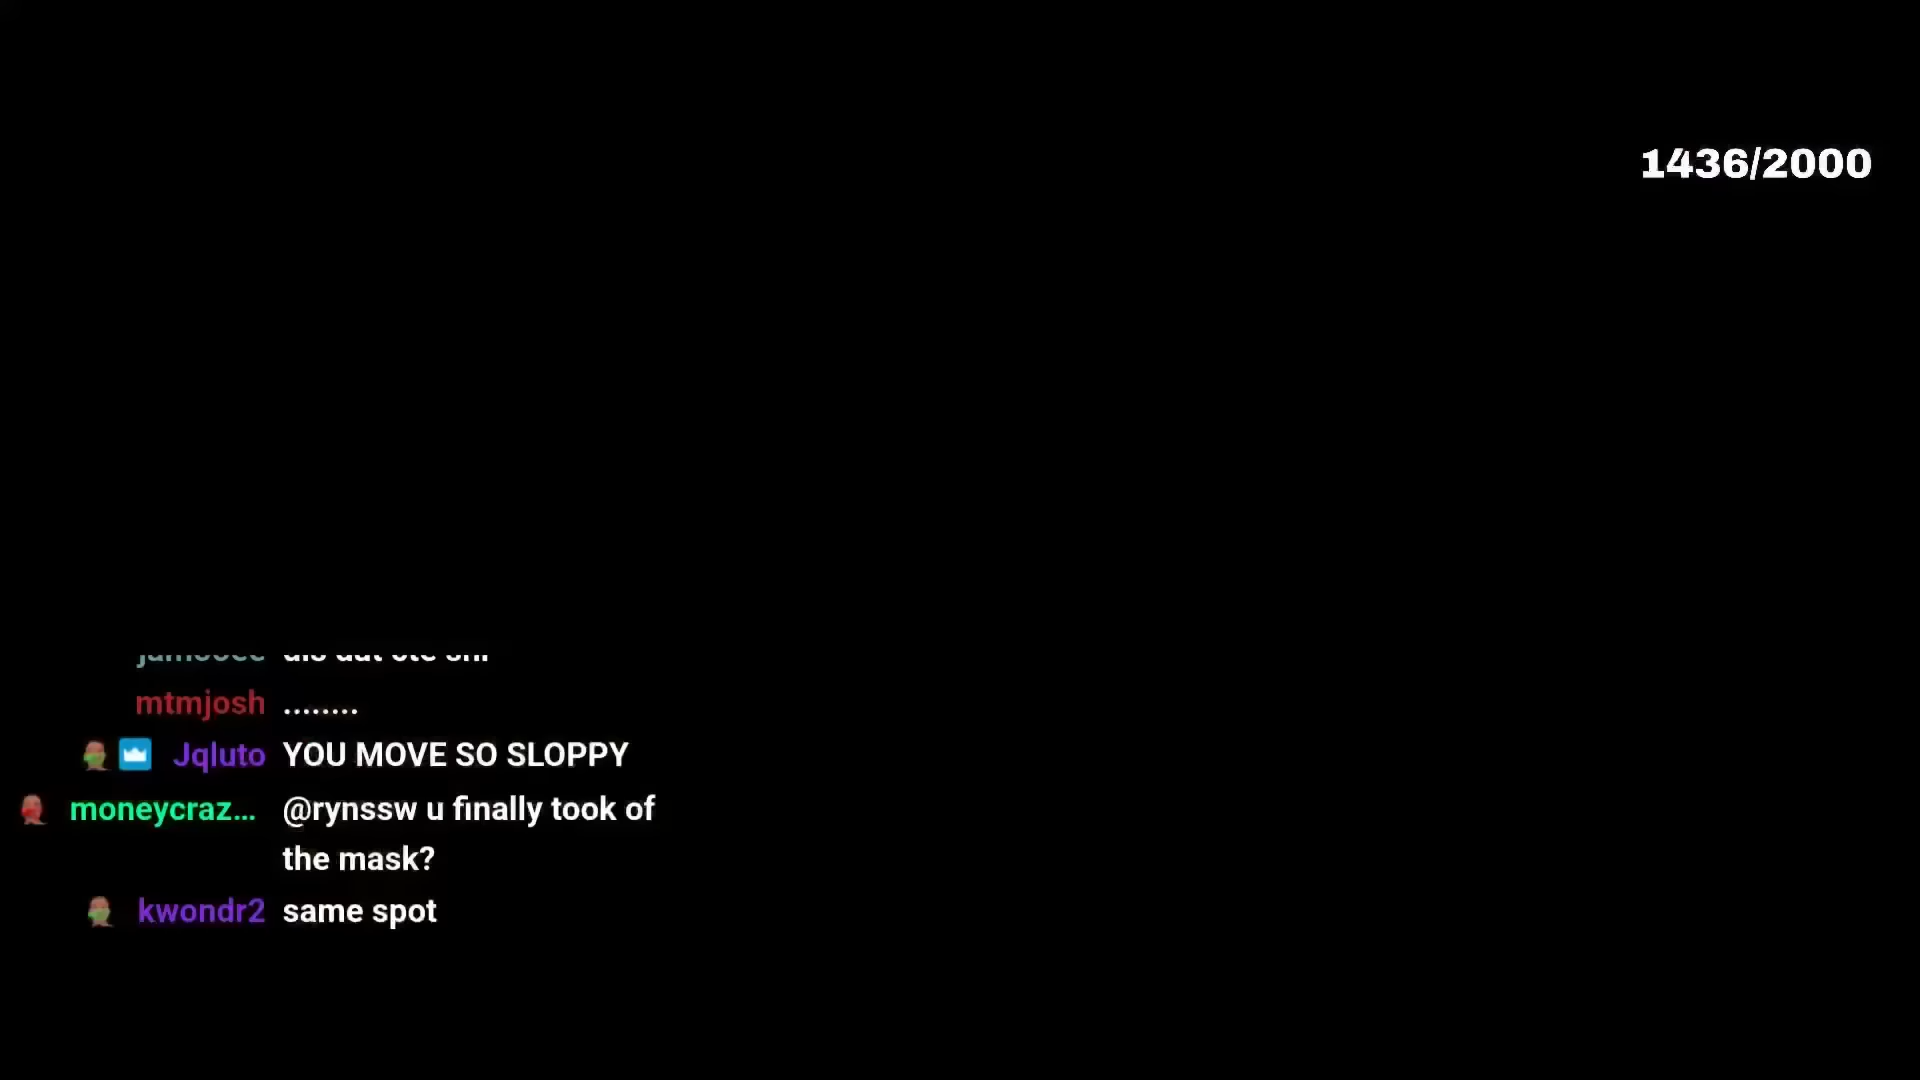 1436/2000
mtmjosh ........
Jqluto YOU MOVE SO SLOPPY
moneycraz... @rynssw u finally took of
the mask?
kwondr2 same spot